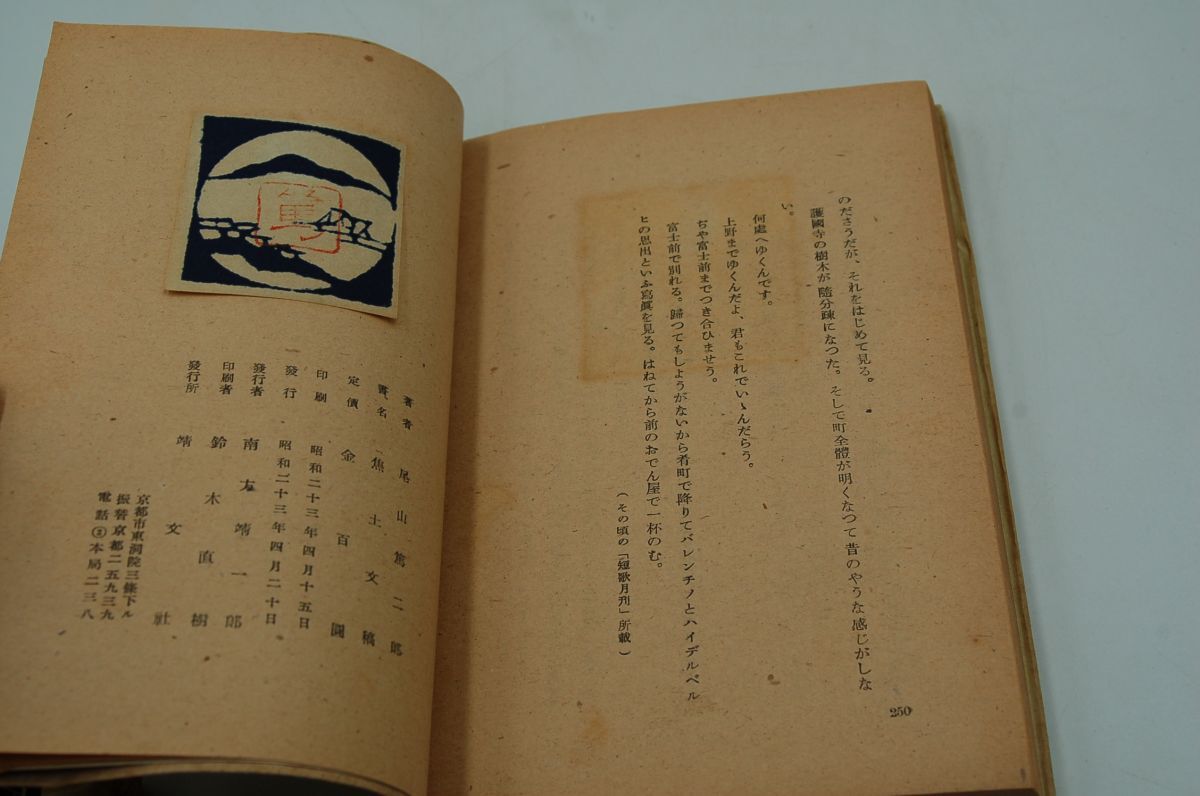 のださうだが、それをはじめて見る。
護國寺の樹木が隨分疎になつた。そして町全體が明くなつて昔のやうな感じがしな
い。
何處へゆくんです。
上野までゆくんだよ、君もこれでいゝんだらう。
ぢや富士前までつき合ひませう。
富士前で別れる。歸つてもしようがないから肴町で降りてバレンチノとハイデルベル
ヒの思出といふ寫眞を見る。はねてから前のおでん屋で一杯のむ。
(その頃の「短歌月刊」所載)
250
篤
著者 尾山篤二郎
書名 焦土文稿
定價 金百圓
印刷 昭和二十三年四月十五日
發行 昭和二十三年四月二十日
發行者 南方靖一郎
印刷者 鈴木直樹
發行所 靖文社
京都市東洞院三條下ル
振替京都二五九三九
電話②本局二三八